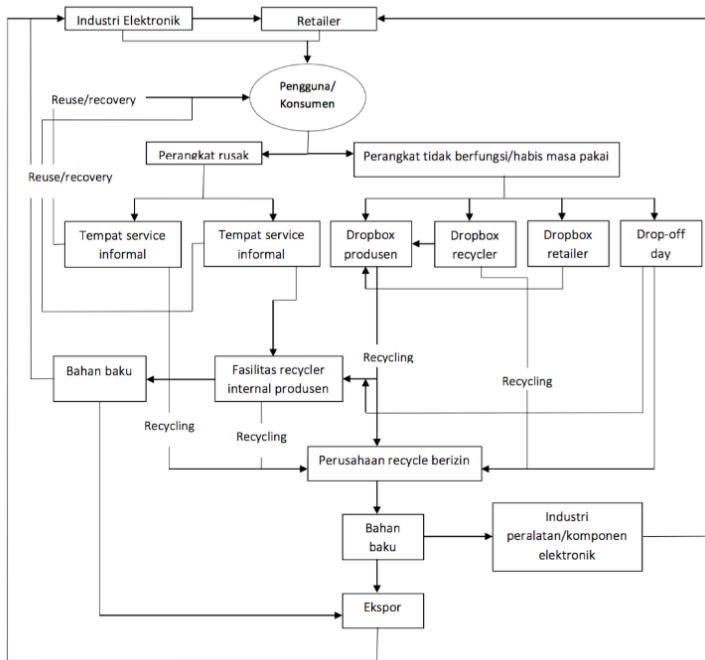 Industri Elektronik
Retailer
Pengguna/
Konsumen
Reuse/recovery
Perangkat rusak
Perangkat tidak berfungsi/habis masa pakai
Reuse/recovery
Tempat service
informal
Tempat service
informal
Dropbox
produsen
Dropbox
recycler
Dropbox
retailer
Drop-off
day
Bahan baku
Fasilitas recycler
internal produsen
Recycling
Recycling
Recycling
Recycling
Perusahaan recycle berizin
Bahan
baku
Industri
peralatan/komponen
elektronik
Ekspor